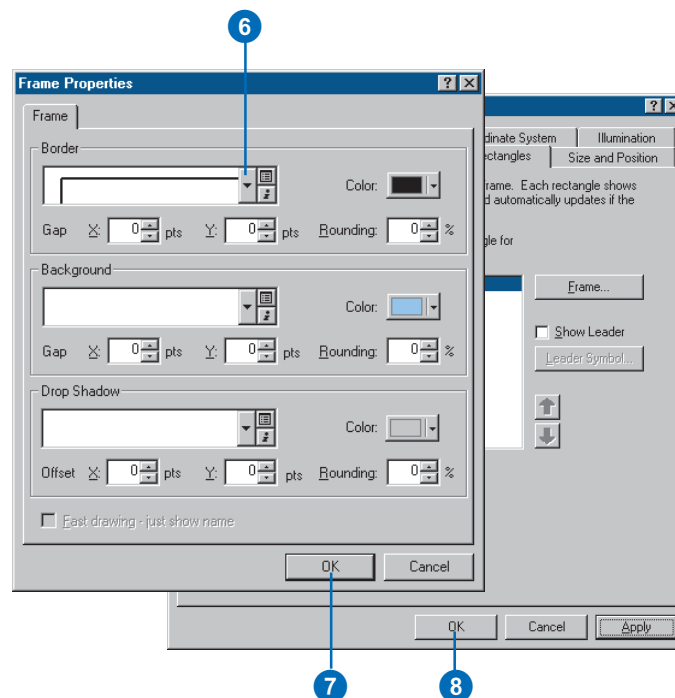 6
Frame Properties
Frame
Border
Color:
Gap X: 0 pts Y: 0 pts Rounding: 0 %
Background
Color:
Gap X: 0 pts Y: 0 pts Rounding: 0 %
Drop Shadow
Color:
Offset X: 0 pts Y: 0 pts Rounding: 0 %
Fast drawing - just show name
OK Cancel
dinate System Illumination
ectangles Size and Position
rame. Each rectangle shows
d automatically updates if the
gle for
Frame...
Show Leader
Leader Symbol...
OK Cancel Apply
7 8